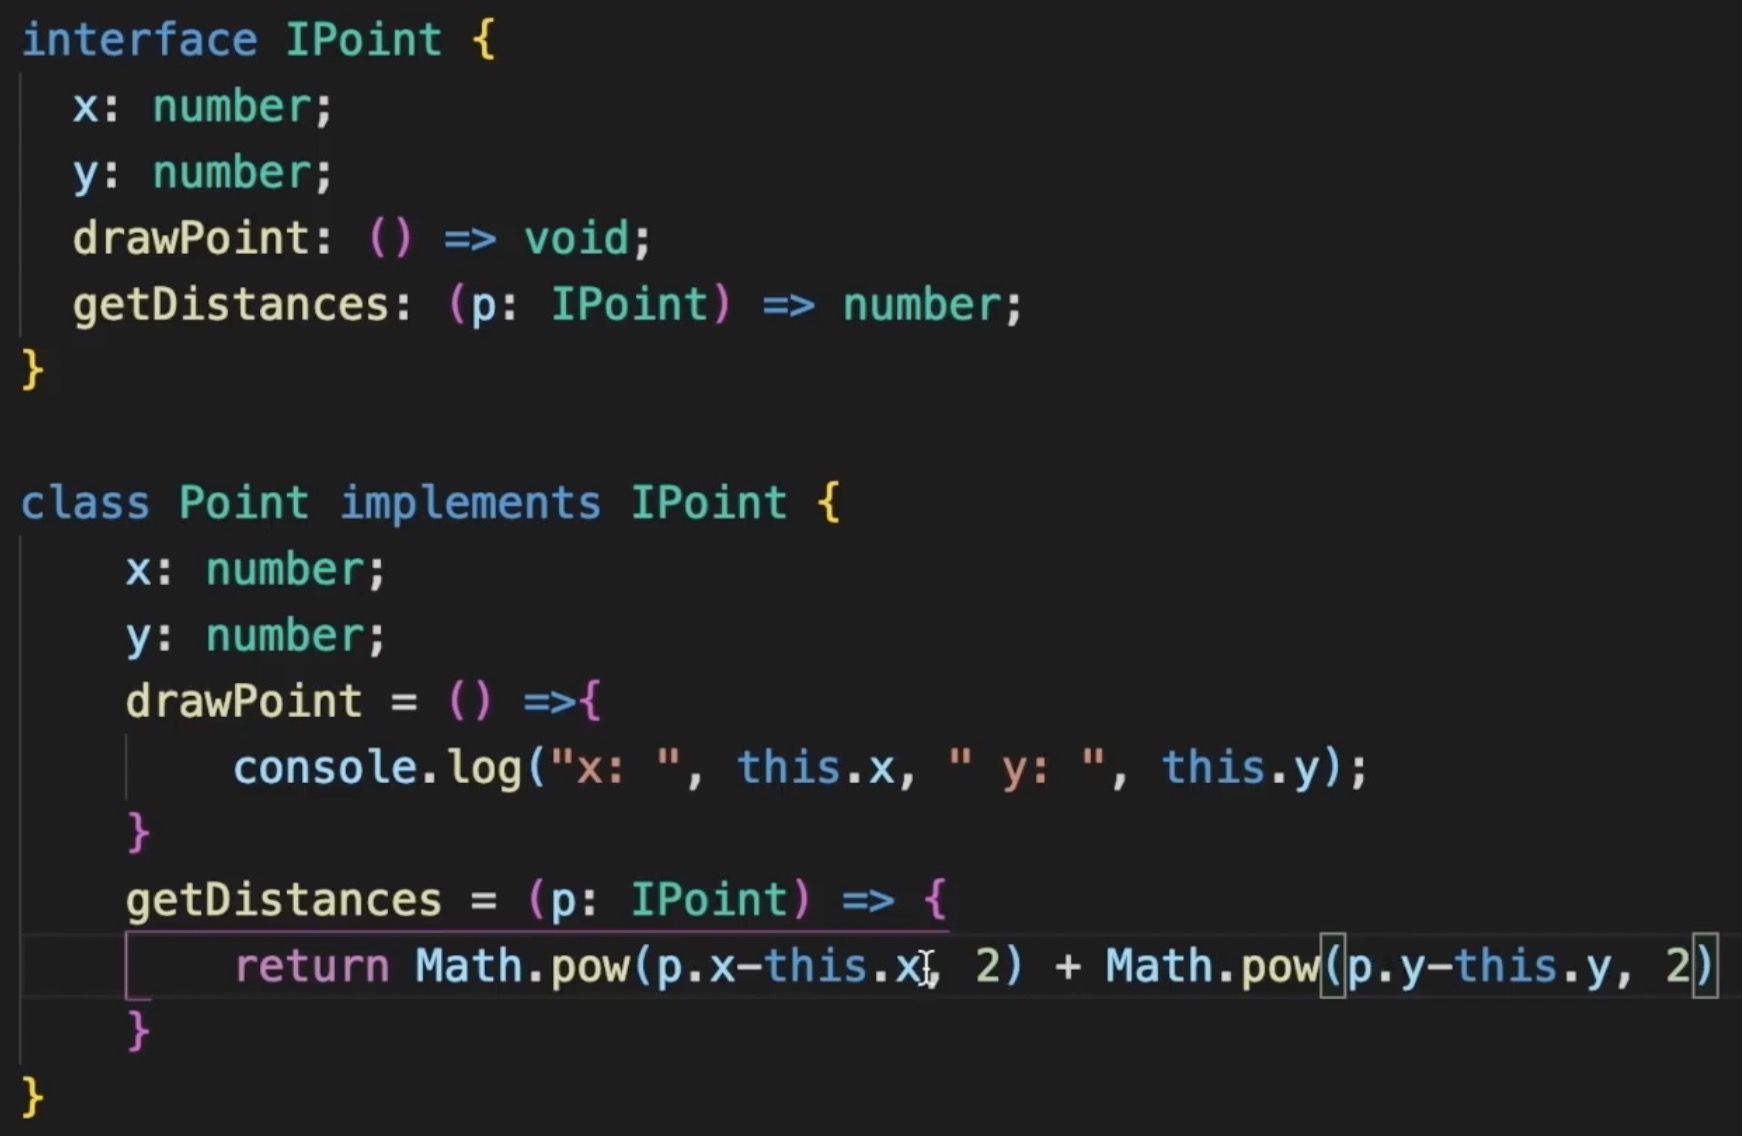 interface IPoint {
x: number;
y: number;
drawPoint: () => void;
getDistances: (p: IPoint) => number;
}
class Point implements IPoint {
x: number;
y: number;
drawPoint = () =>{
console.log("x: ", this.x, " y: ", this.y);
}
getDistances = (p: IPoint) => {
return Math.pow(p.x-this.x, 2) + Math.pow(p.y-this.y, 2)
}
}